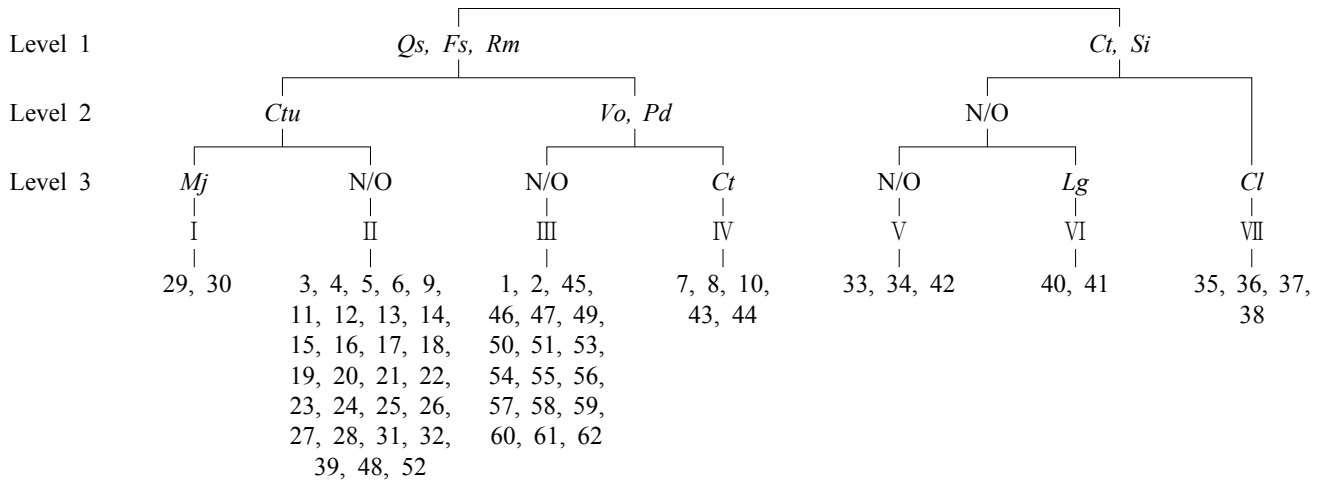 Level 1 Qs, Fs, Rm Ct, Si
Level 2 Ctu Vo, Pd N/O
Level 3 Mj N/O N/O Ct N/O Lg Cl
Ⅰ Ⅱ Ⅲ Ⅳ Ⅴ Ⅵ Ⅶ
29, 30 3, 4, 5, 6, 9, 1, 2, 45, 7, 8, 10, 33, 34, 42 40, 41 35, 36, 37,
11, 12, 13, 14, 46, 47, 49, 43, 44 38
15, 16, 17, 18, 50, 51, 53,
19, 20, 21, 22, 54, 55, 56,
23, 24, 25, 26, 57, 58, 59,
27, 28, 31, 32, 60, 61, 62
39, 48, 52